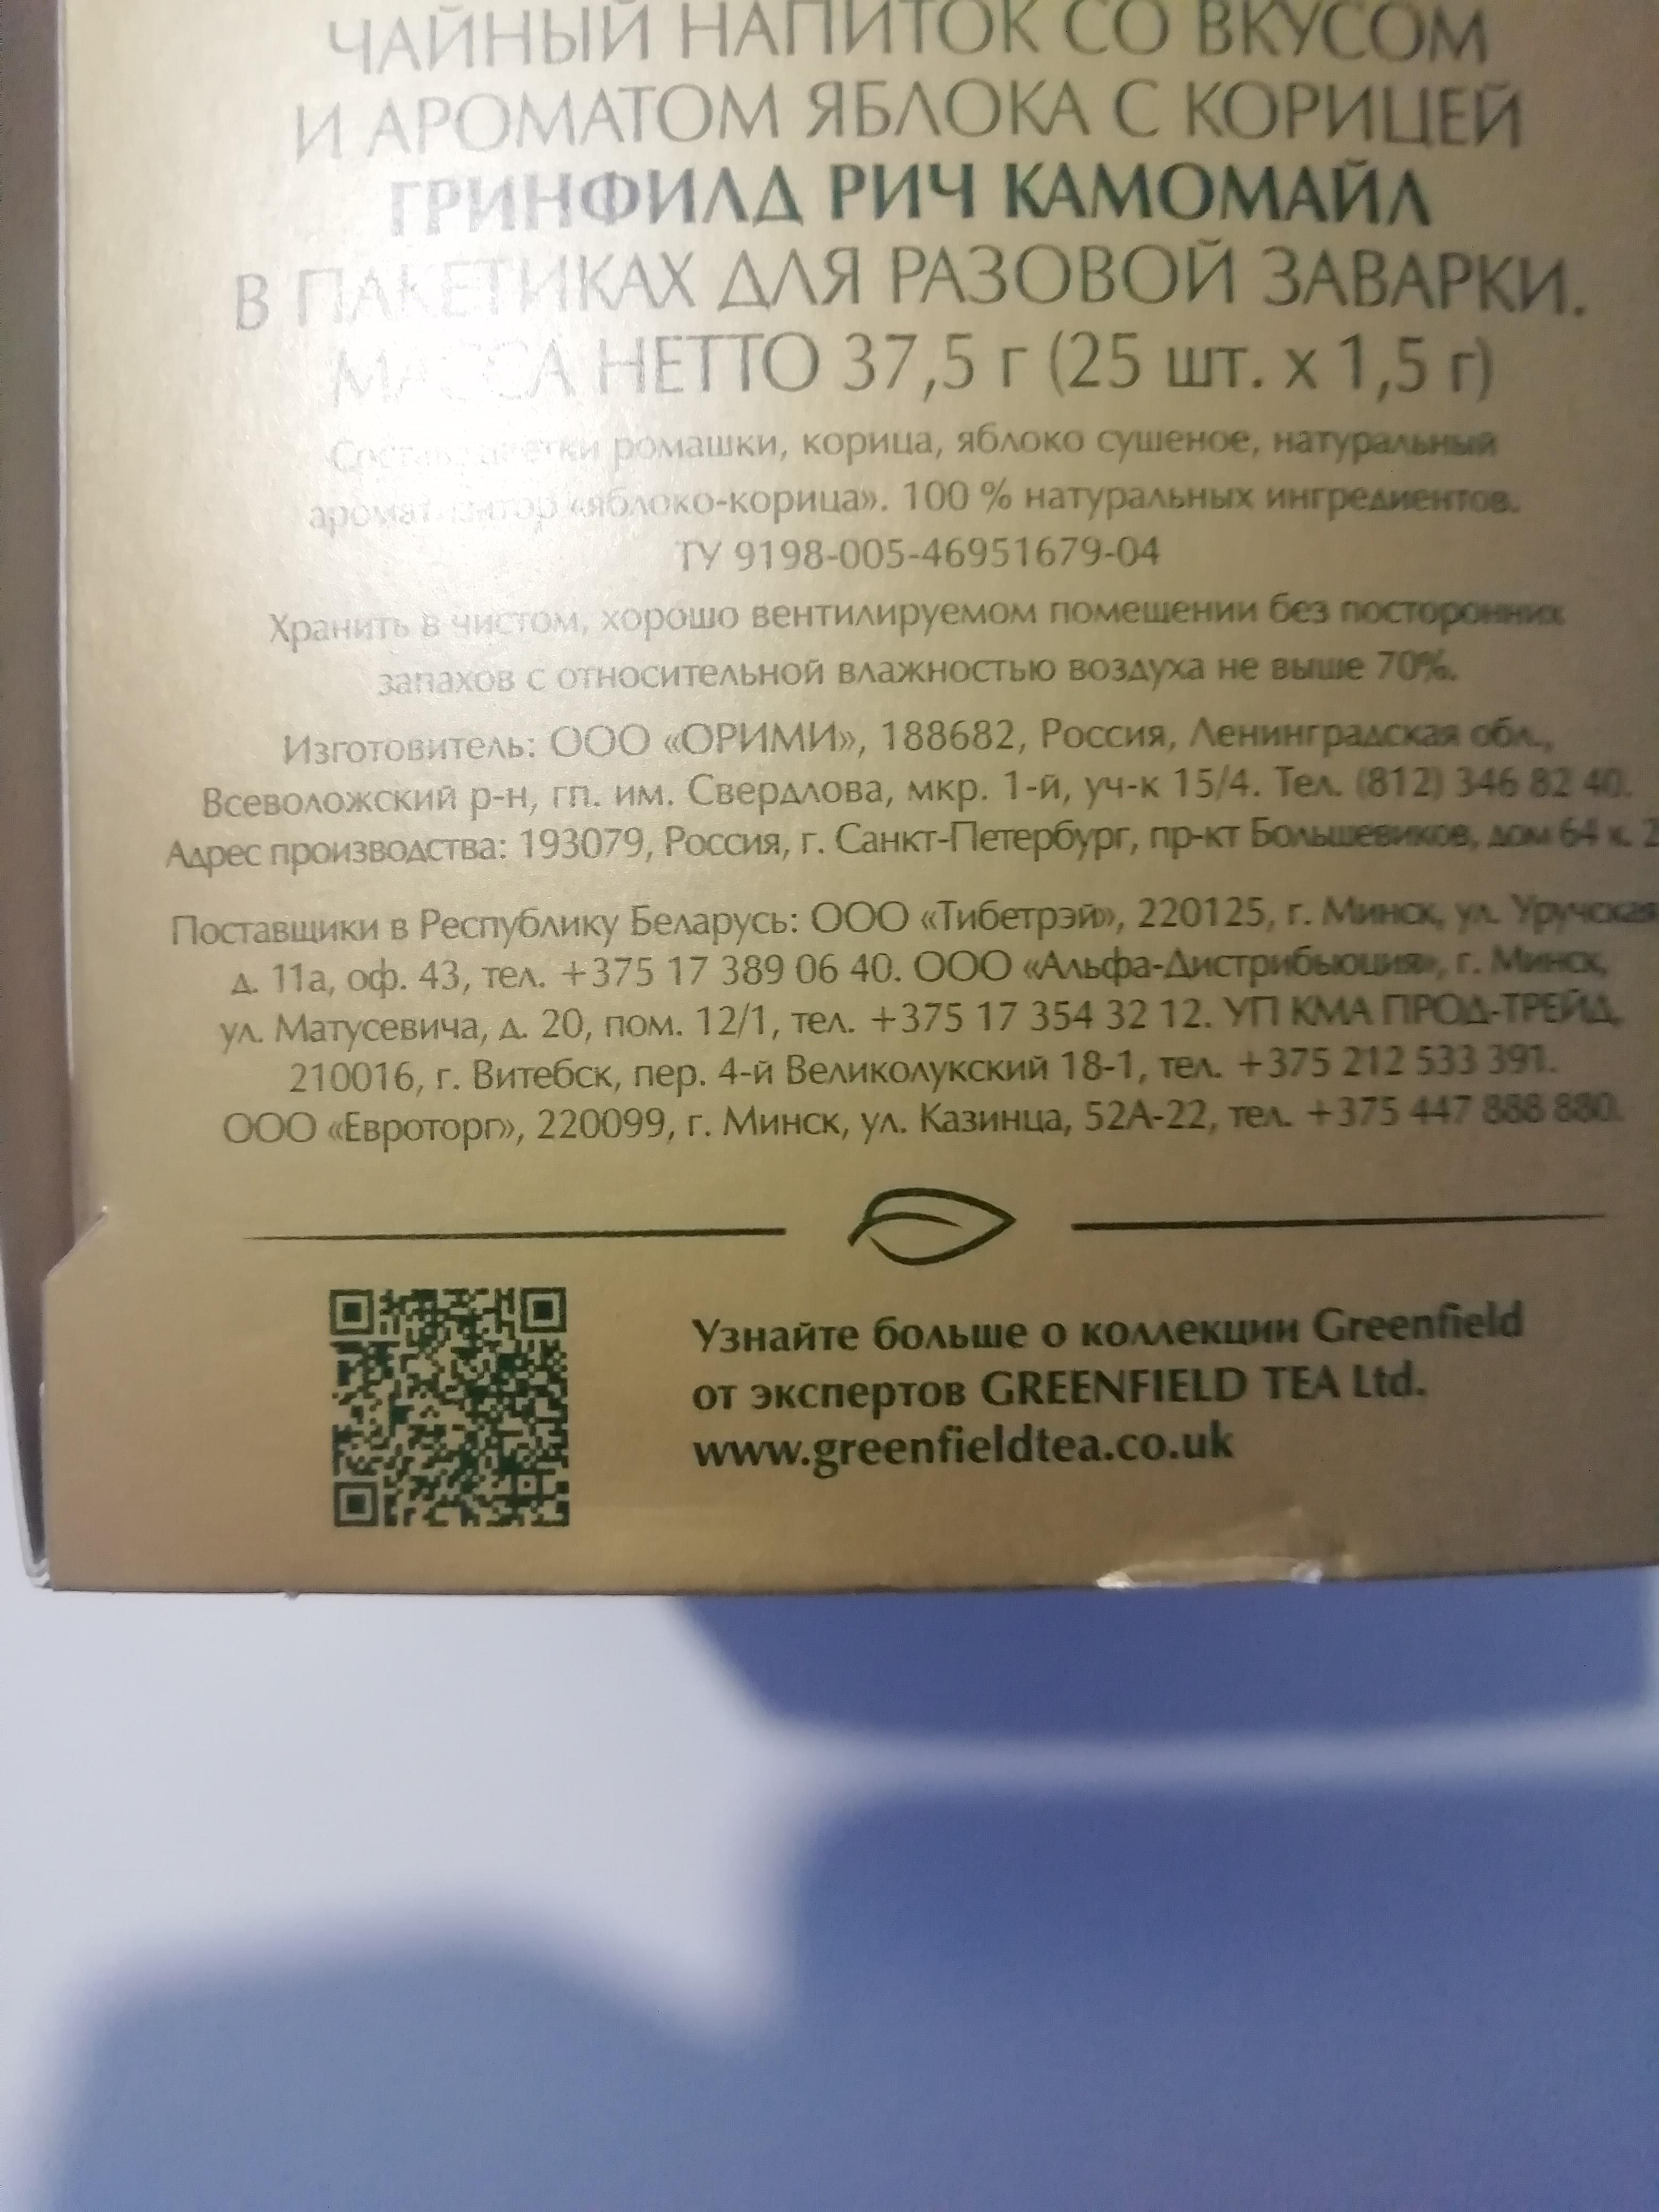 ЧАЙНЫЙ НАПИТОК СО ВКУСОМ
И АРОМАТОМ ЯБЛОКА С КОРИЦЕЙ
ГРИНФИЛД РИЧ КАМОМАЙЛ
В ПАКЕТИКАХ ДЛЯ РАЗОВОЙ ЗАВАРКИ.
МАССА НЕТТО 37,5 г (25 шт. x 1,5 г)
Состав: цветки ромашки, корица, яблоко сушеное, натуральный
ароматизатор «яблоко-корица». 100 % натуральных ингредиентов.
ТУ 9198-005-46951679-04
Хранить в чистом, хорошо вентилируемом помещении без посторонних
запахов с относительной влажностью воздуха не выше 70%.
Изготовитель: ООО «ОРИМИ», 188682, Россия, Ленинградская обл.,
Всеволожский р-н, гп. им. Свердлова, мкр. 1-й, уч-к 15/4. Тел. (812) 346 82 40.
Адрес производства: 193079, Россия, г. Санкт-Петербург, пр-кт Большевиков, дом 64 к. 2
Поставщики в Республику Беларусь: ООО «Тибетрэй», 220125, г. Минск, ул. Уручская
д. 11а, оф. 43, тел. +375 17 389 06 40. ООО «Альфа-Дистрибьюция», г. Минск,
ул. Матусевича, д. 20, пом. 12/1, тел. +375 17 354 32 12. УП КМА ПРОД-ТРЕЙД,
210016, г. Витебск, пер. 4-й Великолукский 18-1, тел. +375 212 533 391.
ООО «Евроторг», 220099, г. Минск, ул. Казинца, 52А-22, тел. +375 447 888 880.
Узнайте больше о коллекции Greenfield
от экспертов GREENFIELD TEA Ltd.
www.greenfieldtea.co.uk